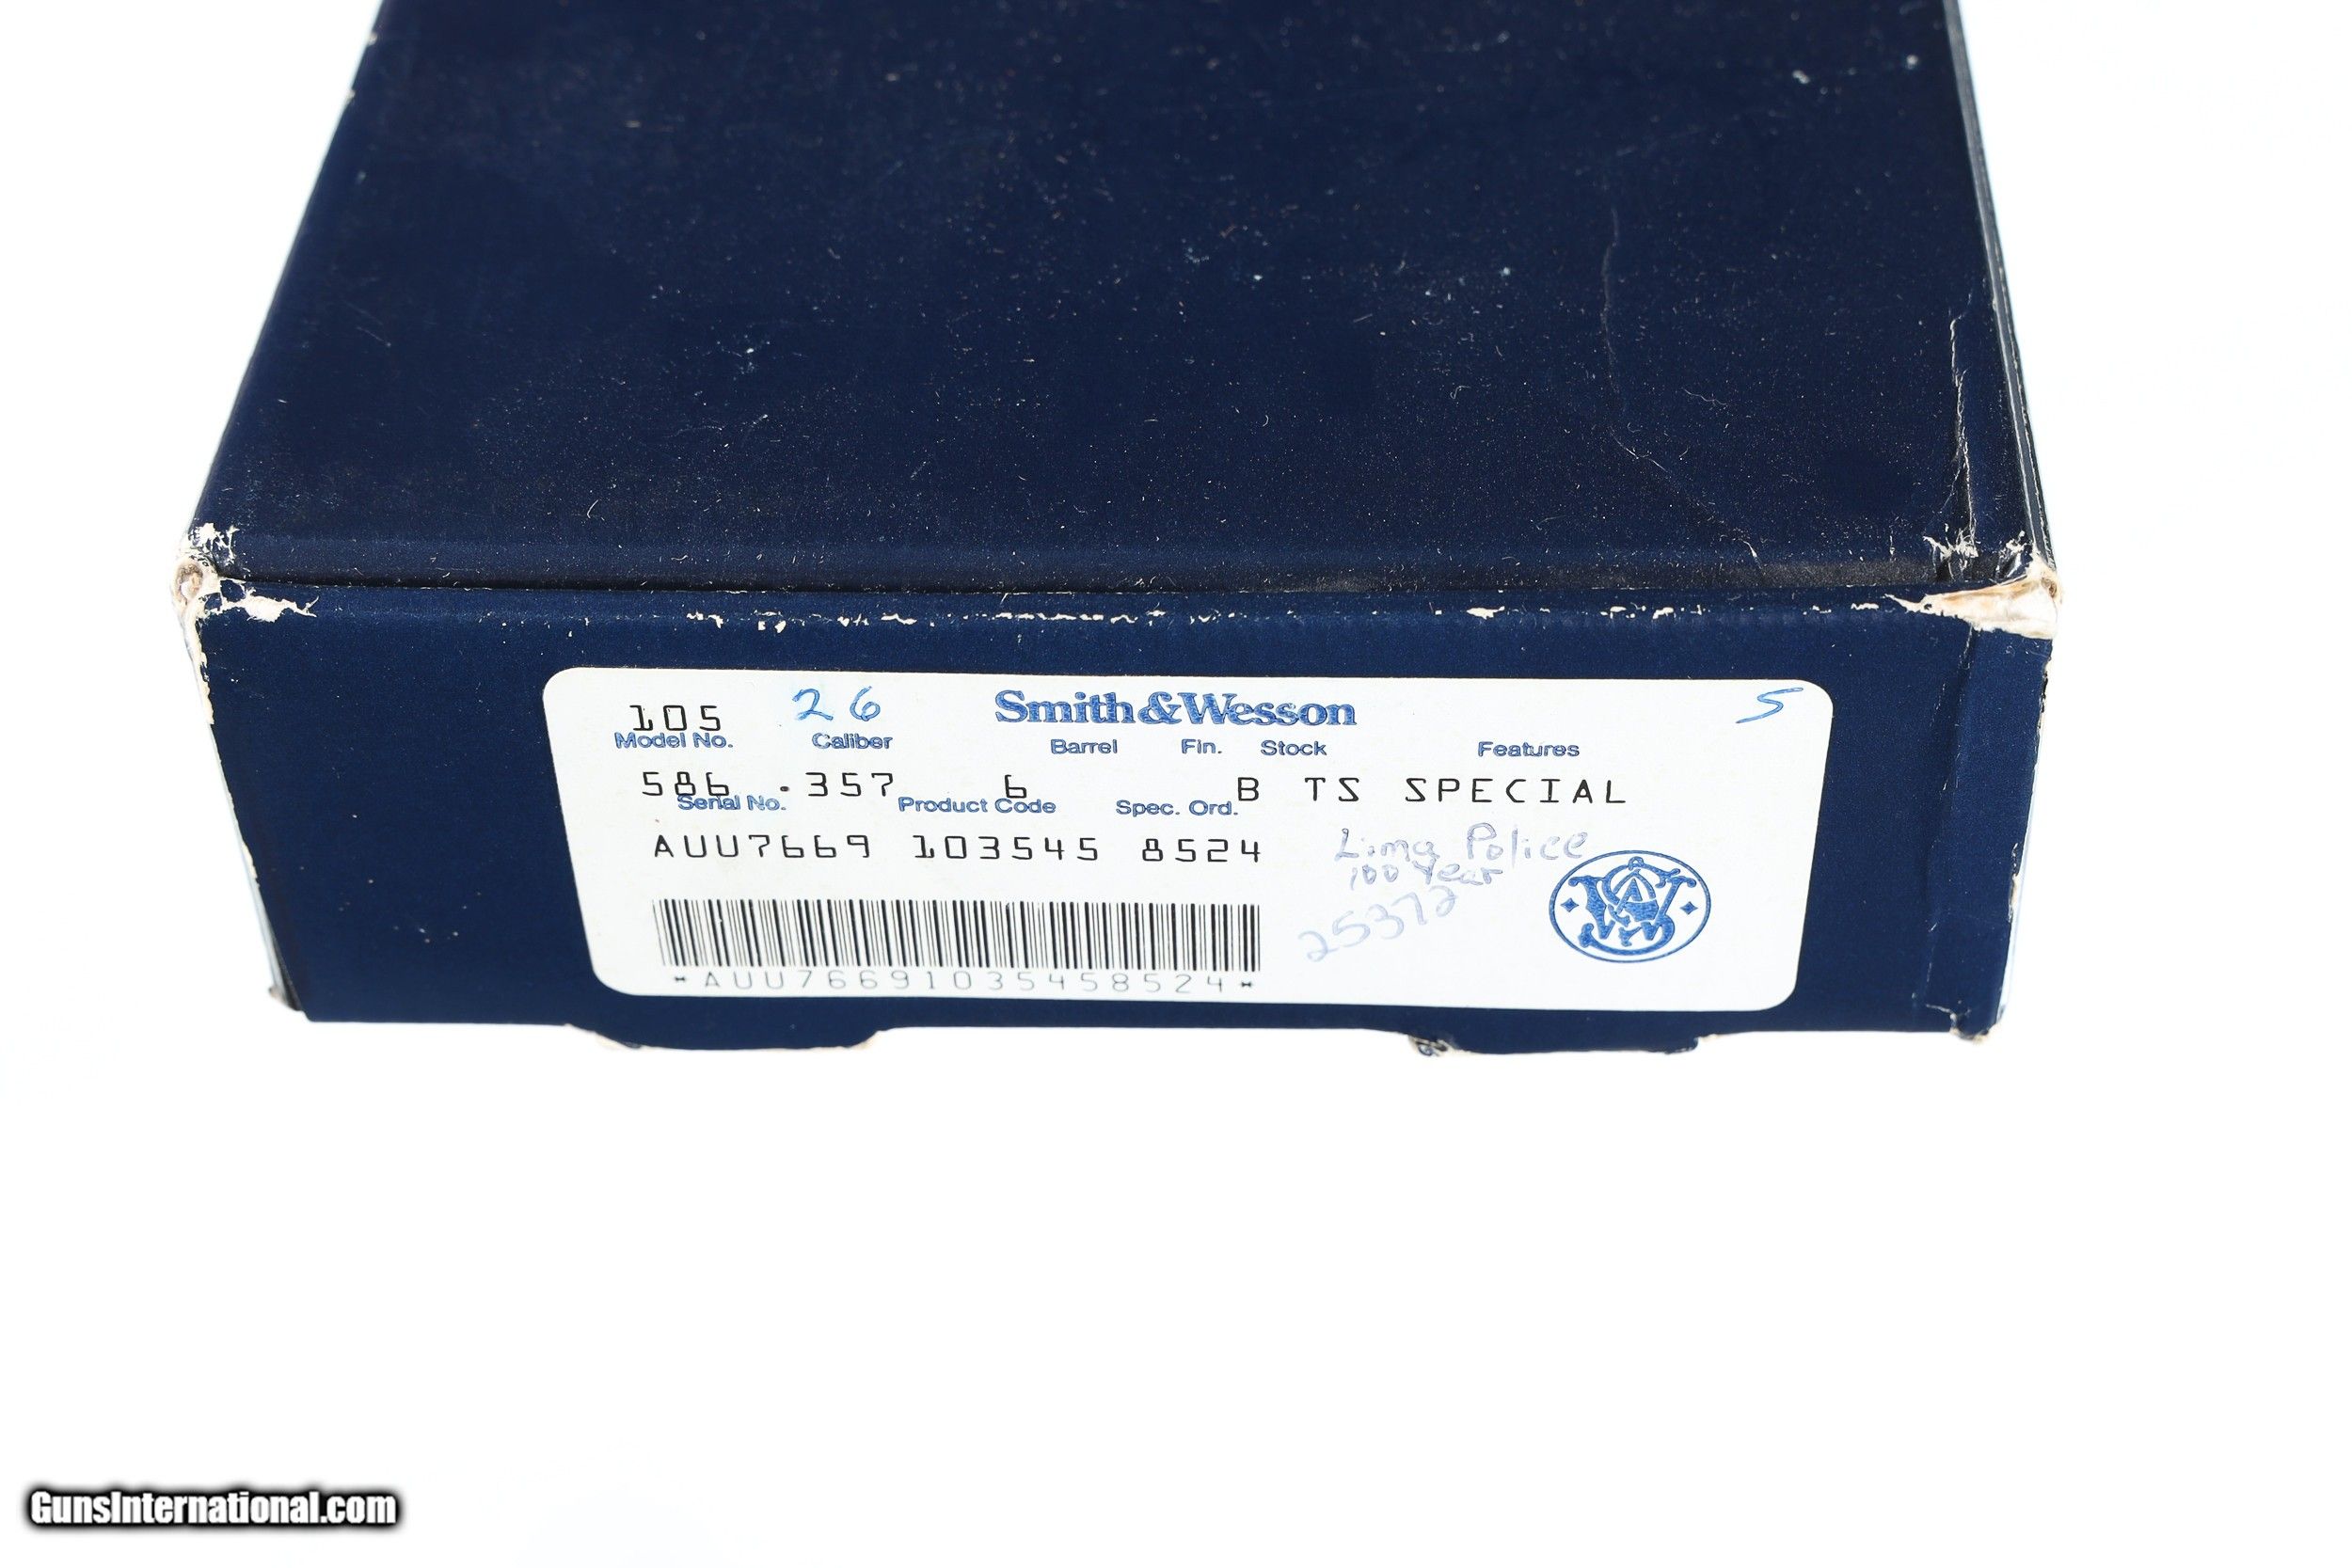 105 26 Smith&Wesson 5
Model No. Caliber Barrel Fin. Stock Features
586 .357 6 B TS SPECIAL
Serial No. Product Code Spec. Ord.
AUU7669 103545 8524
Lima Police
100 Year
25372
*AUU76691035458524*
GunsInternational.com